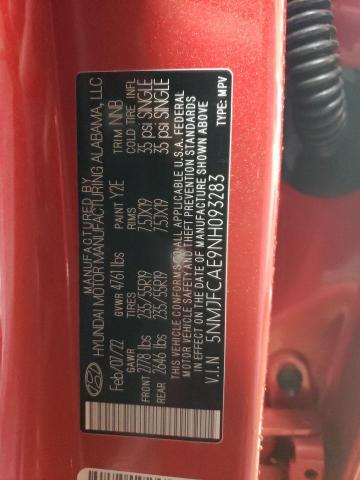 MANUFACTURED BY
HYUNDAI MOTOR MANUFACTURING ALABAMA, LLC
Feb/07/22 GVWR 4761 lbs PAINT Y2E TRIM NNB
GAWR RIMS COLD TIRE INFL
FRONT 2778 lbs 235/55R19 7.5JX19 35 psi SINGLE
REAR 2646 lbs 235/55R19 7.5JX19 35 psi SINGLE
THIS VEHICLE CONFORMS TO ALL APPLICABLE U.S.A. FEDERAL
MOTOR VEHICLE SAFETY AND THEFT PREVENTION STANDARDS
IN EFFECT ON THE DATE OF MANUFACTURE SHOWN ABOVE
V.I.N 5NMJFCAE9NH093283 TYPE: MPV